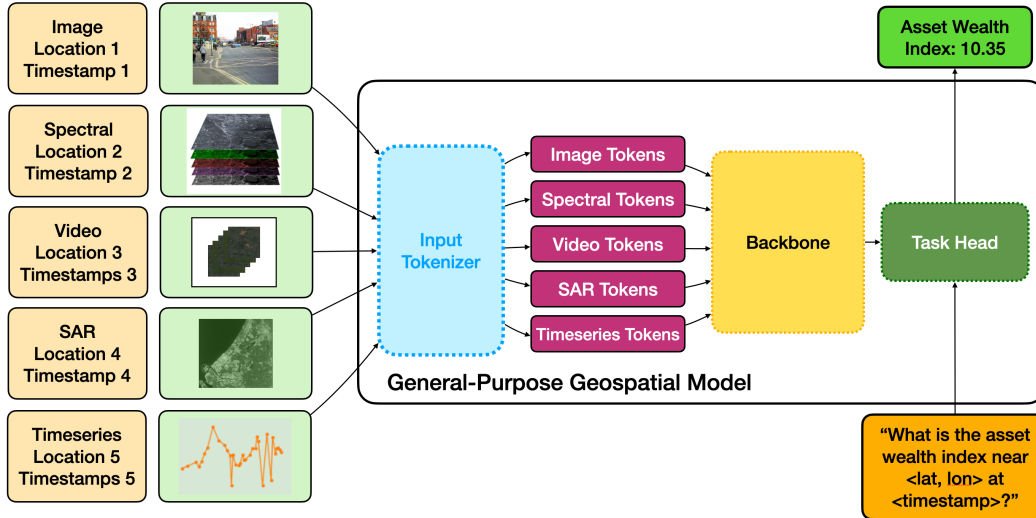 Image
Location 1
Timestamp 1
Spectral
Location 2
Timestamp 2
Video
Location 3
Timestamps 3
SAR
Location 4
Timestamp 4
Timeseries
Location 5
Timestamps 5
Input
Tokenizer
Image Tokens
Spectral Tokens
Video Tokens
SAR Tokens
Timeseries Tokens
Backbone
Task Head
General-Purpose Geospatial Model
Asset Wealth
Index: 10.35
“What is the asset
wealth index near
<lat, lon> at
<timestamp>?”